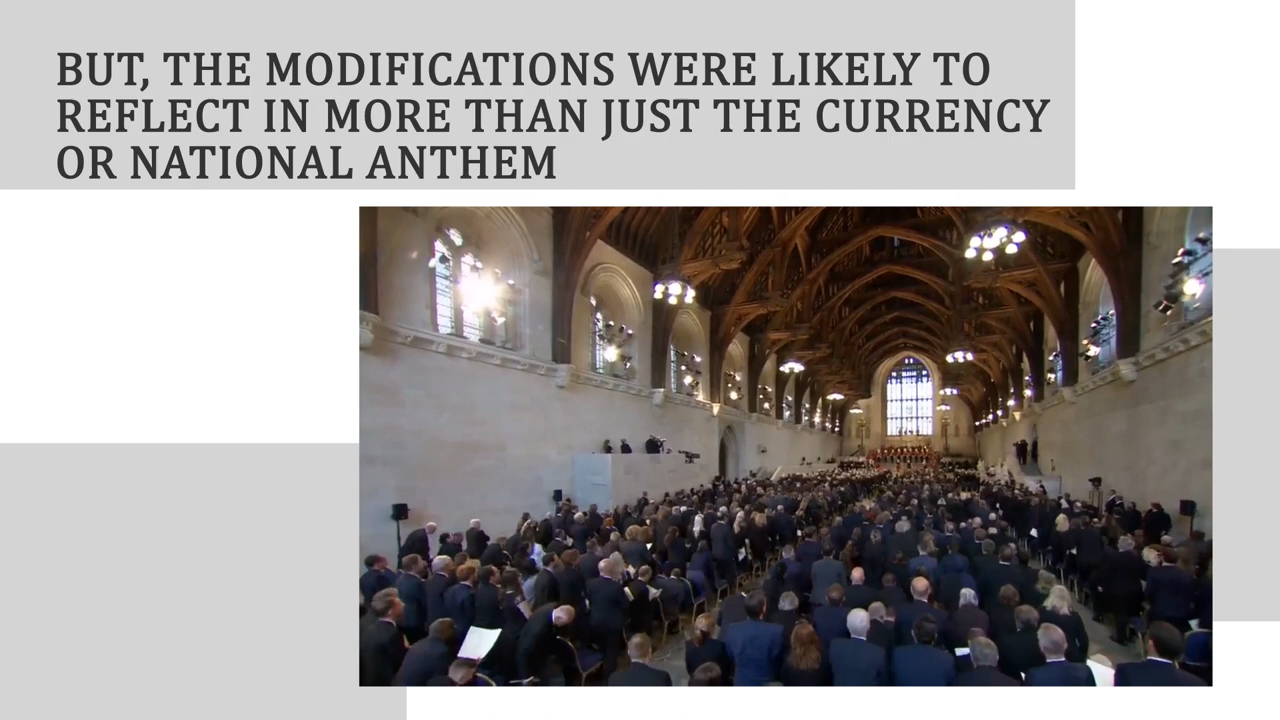 BUT, THE MODIFICATIONS WERE LIKELY TO
REFLECT IN MORE THAN JUST THE CURRENCY
OR NATIONAL ANTHEM